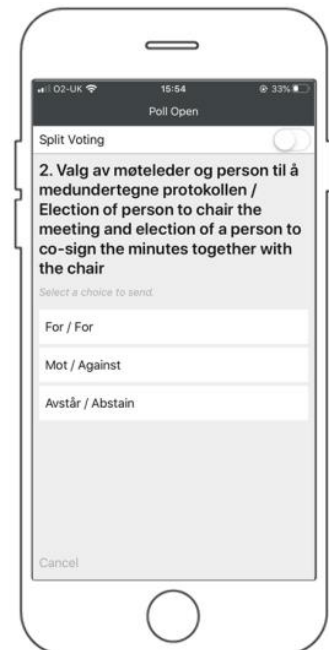 O2-UK 15:54 33%
Poll Open
Split Voting
2. Valg av møteleder og person til å
medundertegne protokollen /
Election of person to chair the
meeting and election of a person to
co-sign the minutes together with
the chair
Select a choice to send.
For / For
Mot / Against
Avstår / Abstain
Cancel